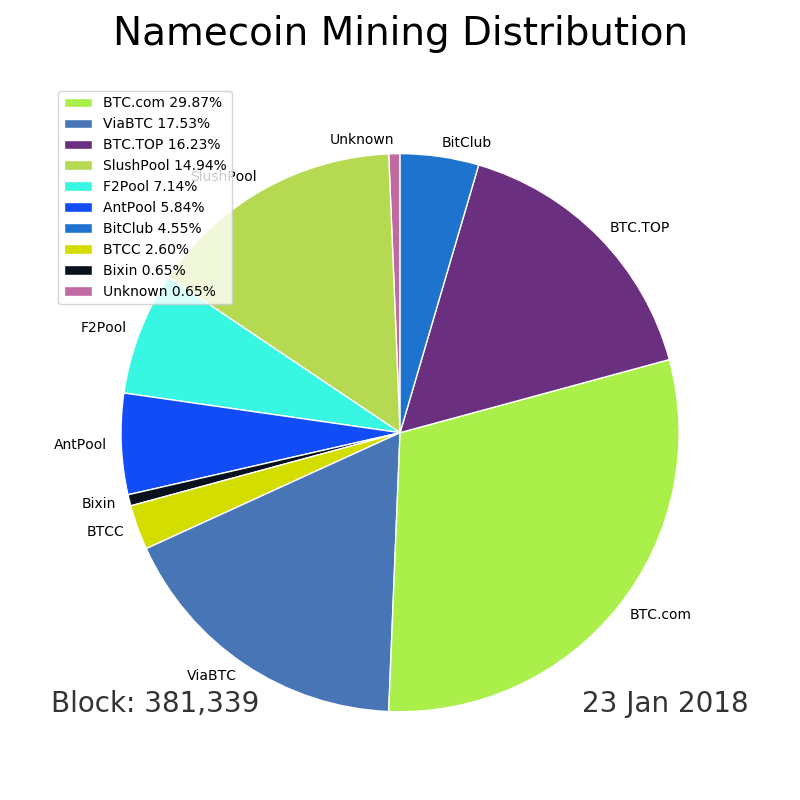 Namecoin Mining Distribution
BTC.com 29.87%
ViaBTC 17.53%
BTC.TOP 16.23%
SlushPool 14.94%
F2Pool 7.14%
AntPool 5.84%
BitClub 4.55%
BTCC 2.60%
Bixin 0.65%
Unknown 0.65%
Unknown
BitClub
SlushPool
BTC.TOP
F2Pool
AntPool
Bixin
BTCC
BTC.com
ViaBTC
Block: 381,339
23 Jan 2018